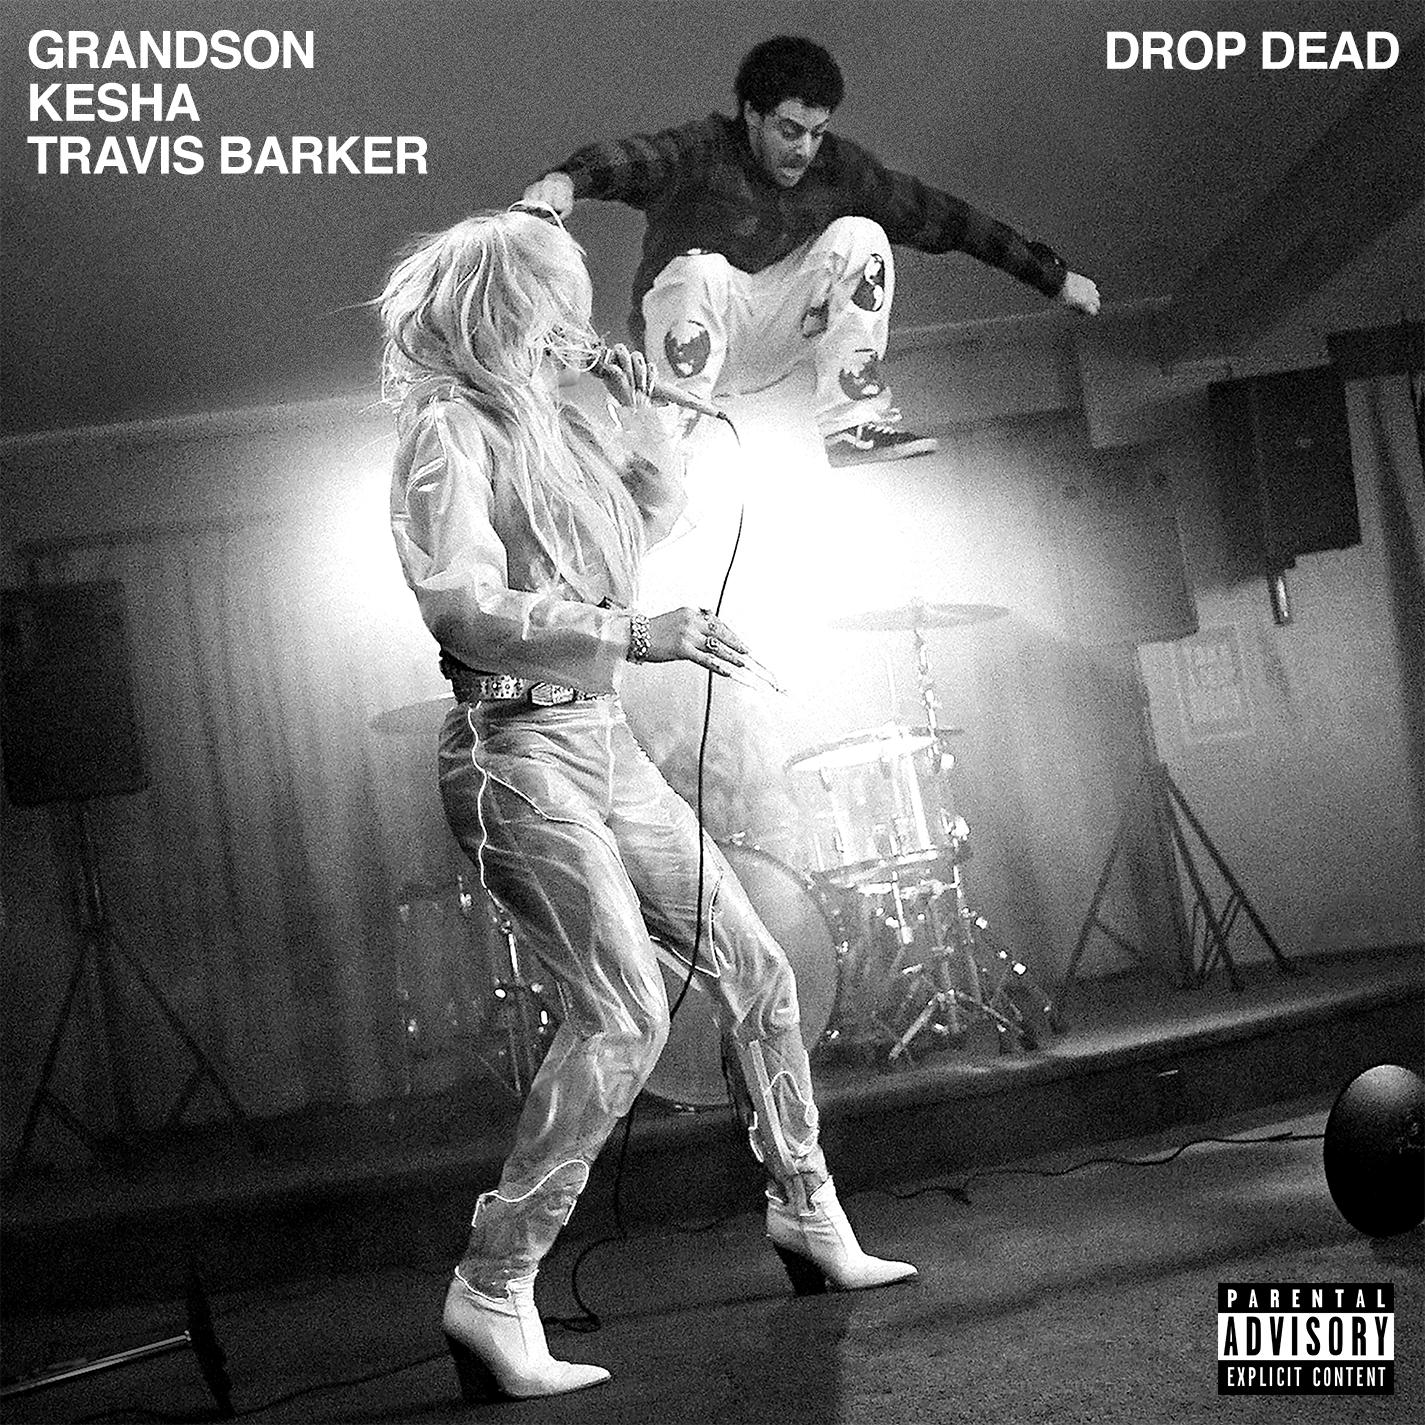 GRANDSON
KESHA
TRAVIS BARKER
DROP DEAD
PARENTAL
ADVISORY
EXPLICIT CONTENT